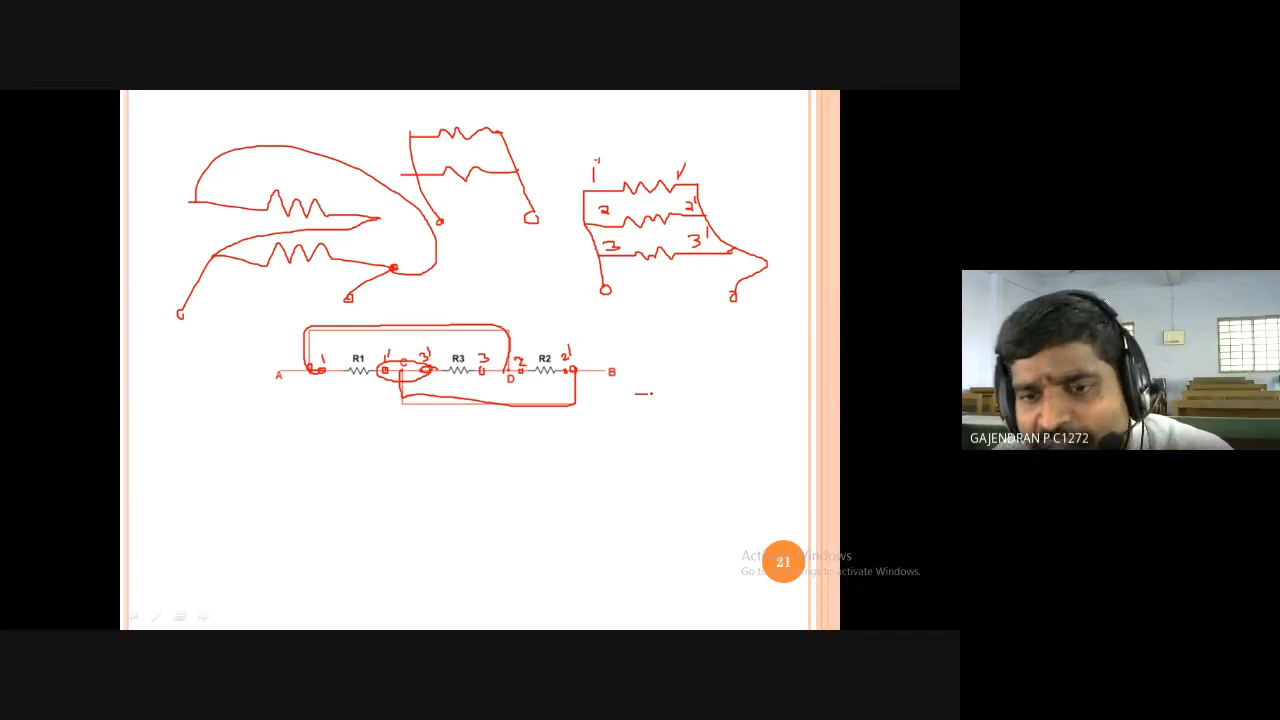 1' 1'
2 2'
3 3'
1 R1 1' C 3' R3 3 2 R2 2'
A D B
GAJENDRAN P C1272
21
Activate Windows
Go to Settings to activate Windows.